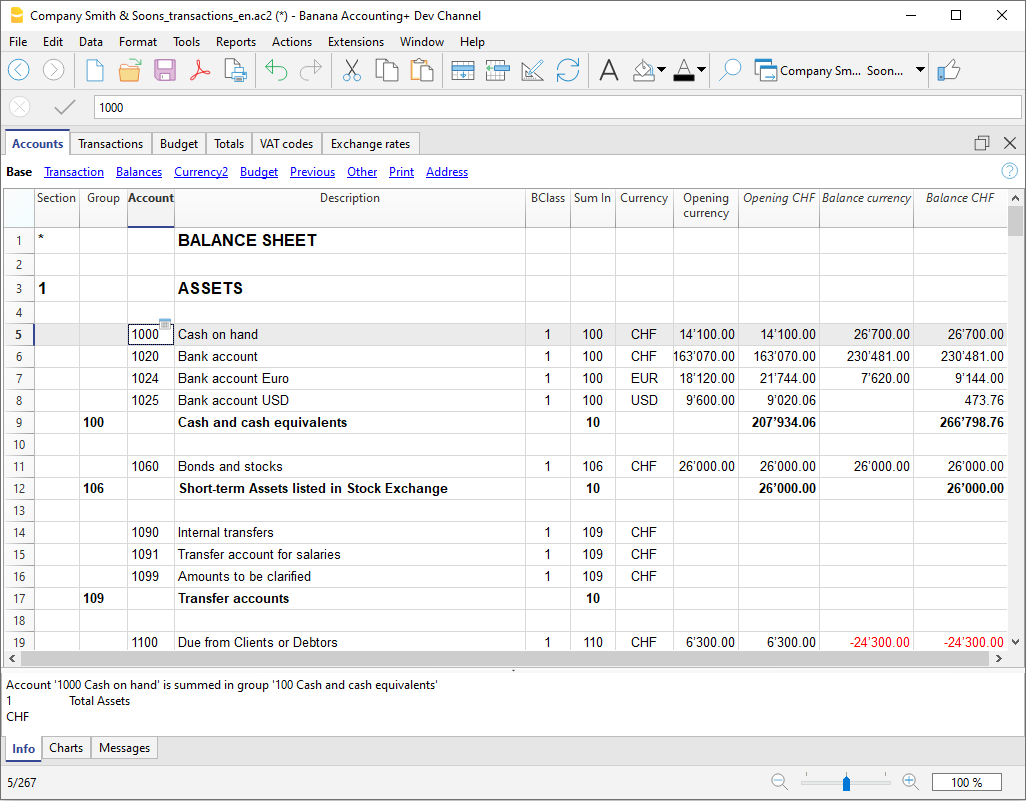 Company Smith & Soons_transactions_en.ac2 (*) - Banana Accounting+ Dev Channel
File Edit Data Format Tools Reports Actions Extensions Window Help
Company Sm... Soon...
1000
Accounts Transactions Budget Totals VAT codes Exchange rates
Base Transaction Balances Currency2 Budget Previous Other Print Address
Section Group Account Description BClass Sum In Currency Opening currency Opening CHF Balance currency Balance CHF
1 * BALANCE SHEET
2
3 1 ASSETS
4
5 1000 Cash on hand 1 100 CHF 14'100.00 14'100.00 26'700.00 26'700.00
6 1020 Bank account 1 100 CHF 163'070.00 163'070.00 230'481.00 230'481.00
7 1024 Bank account Euro 1 100 EUR 18'120.00 21'744.00 7'620.00 9'144.00
8 1025 Bank account USD 1 100 USD 9'600.00 9'020.06 473.76
9 100 Cash and cash equivalents 10 207'934.06 266'798.76
10
11 1060 Bonds and stocks 1 106 CHF 26'000.00 26'000.00 26'000.00 26'000.00
12 106 Short-term Assets listed in Stock Exchange 10 26'000.00 26'000.00
13
14 1090 Internal transfers 1 109 CHF
15 1091 Transfer account for salaries 1 109 CHF
16 1099 Amounts to be clarified 1 109 CHF
17 109 Transfer accounts 10
18
19 1100 Due from Clients or Debtors 1 110 CHF 6'300.00 6'300.00 -24'300.00 -24'300.00
Account '1000 Cash on hand' is summed in group '100 Cash and cash equivalents'
1 Total Assets
CHF
Info Charts Messages
5/267 100 %